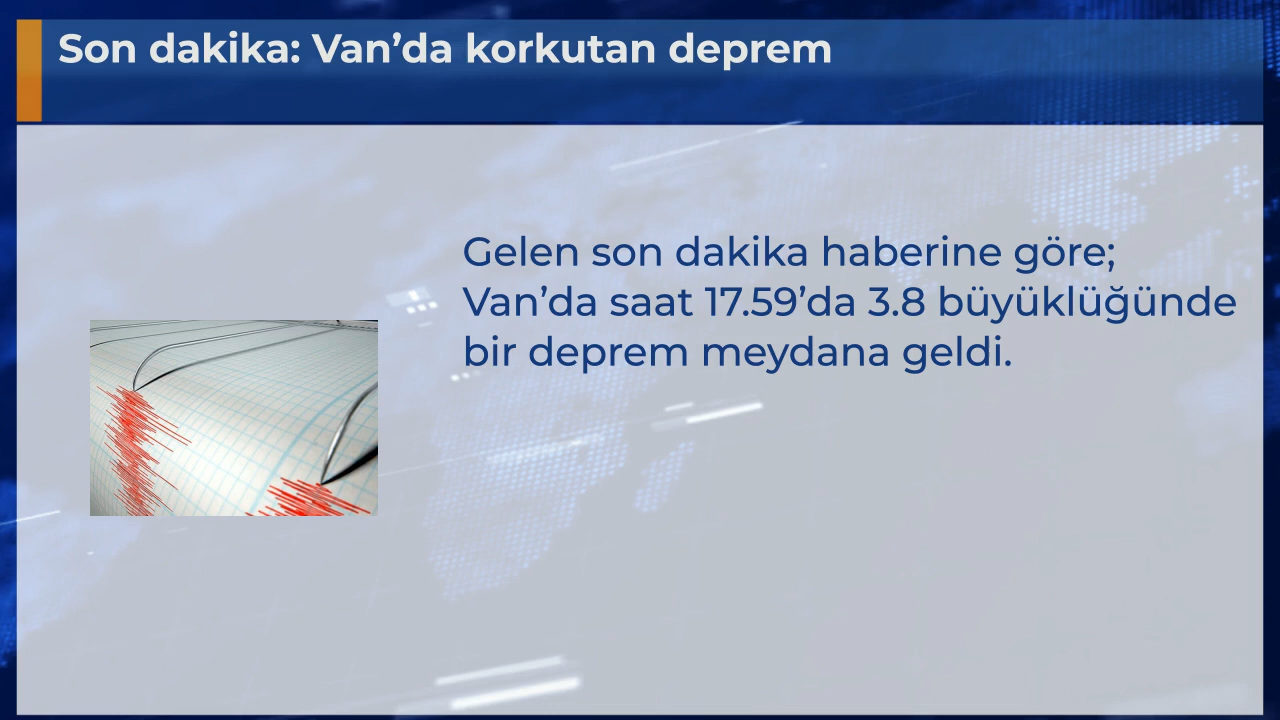 Son dakika: Van’da korkutan deprem
Gelen son dakika haberine göre;
Van’da saat 17.59’da 3.8 büyüklüğünde
bir deprem meydana geldi.